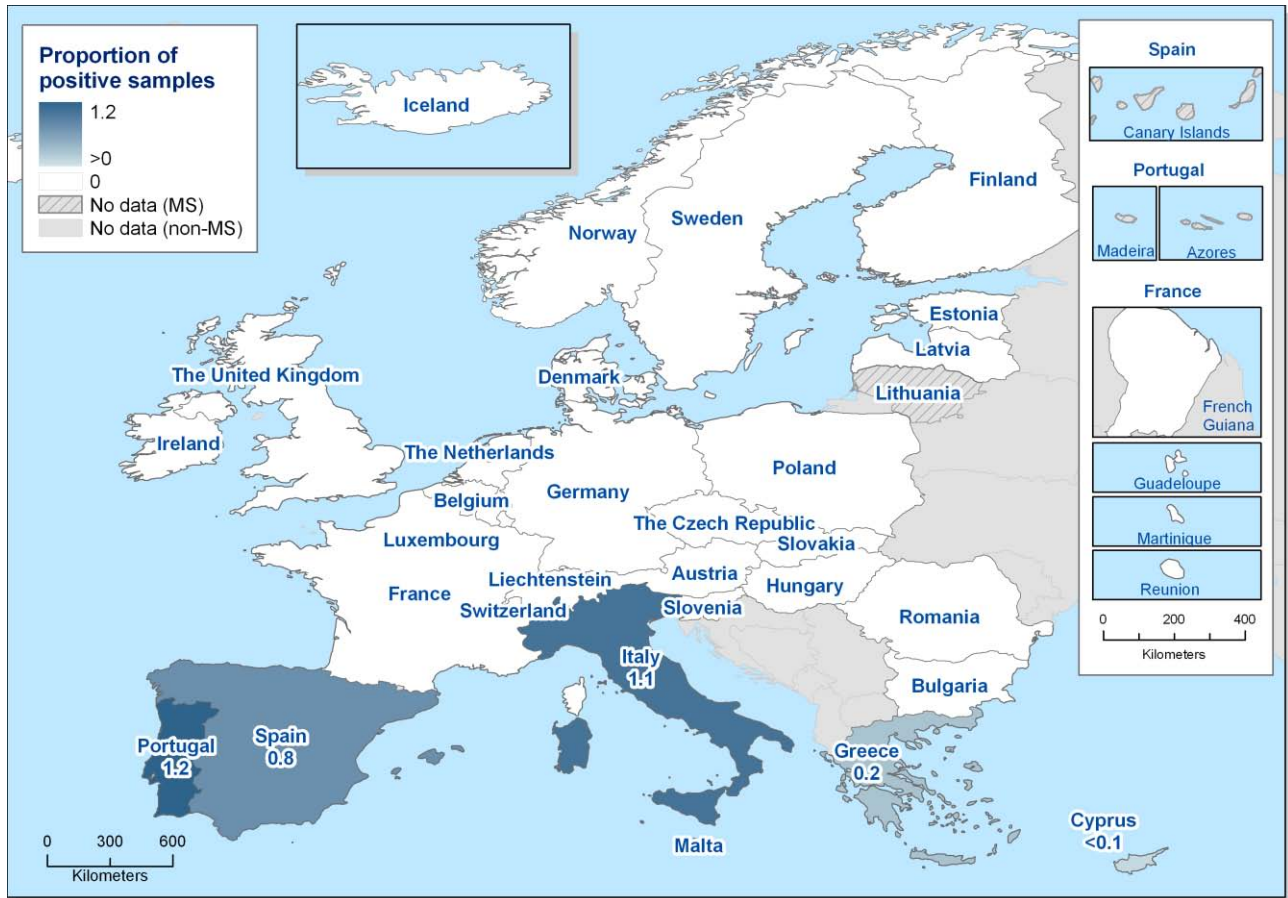 Proportion of
positive samples
1.2
>0
0
No data (MS)
No data (non-MS)
Iceland
Spain
Canary Islands
Portugal
Madeira
Azores
France
French
Guiana
Guadeloupe
Martinique
Reunion
0 200 400
Kilometers
Finland
Norway
Sweden
Estonia
Latvia
Lithuania
Denmark
The United Kingdom
Ireland
The Netherlands
Belgium
Germany
Poland
The Czech Republic
Slovakia
Luxembourg
Liechtenstein
Austria
Hungary
France
Switzerland
Slovenia
Romania
Italy
1.1
Bulgaria
Portugal
1.2
Spain
0.8
Greece
0.2
Cyprus
<0.1
Malta
0 300 600
Kilometers